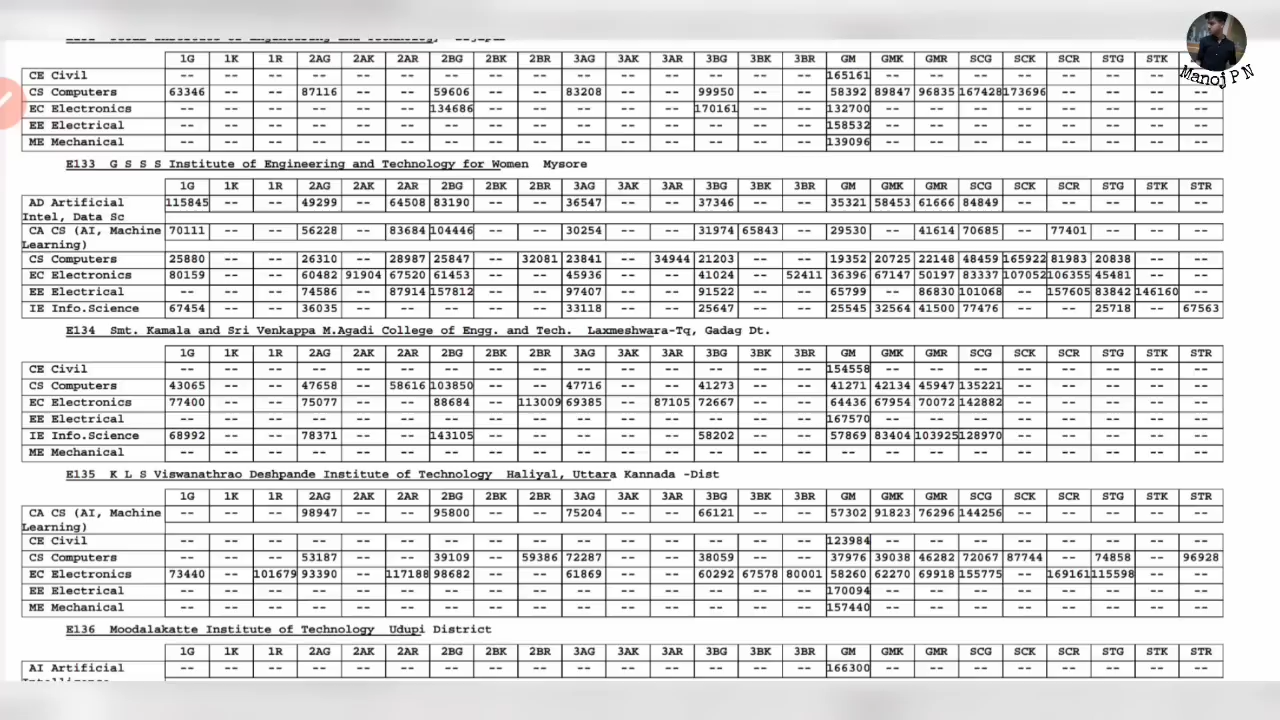 1G 1K 1R 2AG 2AK 2AR 2BG 2BK 2BR 3AG 3AK 3AR 3BG 3BK 3BR GM GMK GMR SCG SCK SCR STG STK
CE Civil -- -- -- -- -- -- -- -- -- -- -- -- -- -- -- 165161 -- -- -- -- -- -- -- --
CS Computers 63346 -- -- 87116 -- -- 59606 -- -- 83208 -- -- 99950 -- -- 58392 89847 96835 167428 173696 -- -- -- --
EC Electronics -- -- -- -- -- -- 134686 -- -- -- -- -- 170161 -- -- 132700 -- -- -- -- -- -- -- --
EE Electrical -- -- -- -- -- -- -- -- -- -- -- -- -- -- -- 158532 -- -- -- -- -- -- -- --
ME Mechanical -- -- -- -- -- -- -- -- -- -- -- -- -- -- -- 139096 -- -- -- -- -- -- -- --
Manoj P N
E133 G S S S Institute of Engineering and Technology for Women Mysore
1G 1K 1R 2AG 2AK 2AR 2BG 2BK 2BR 3AG 3AK 3AR 3BG 3BK 3BR GM GMK GMR SCG SCK SCR STG STK STR
AD Artificial 115845 -- -- 49299 -- 64508 83190 -- -- 36547 -- -- 37346 -- -- 35321 58453 61666 84849 -- -- -- -- --
Intel, Data Sc
CA CS (AI, Machine 70111 -- -- 56228 -- 83684 104446 -- -- 30254 -- -- 31974 65843 -- 29530 -- 41614 70685 -- 77401 -- -- --
Learning)
CS Computers 25880 -- -- 26310 -- 28987 25847 -- 32081 23841 -- 34944 21203 -- -- 19352 20725 22148 48459 165922 81983 20838 -- --
EC Electronics 80159 -- -- 60482 91904 67520 61453 -- -- 45936 -- -- 41024 -- 52411 36396 67147 50197 83337 107052 106355 45481 -- --
EE Electrical -- -- -- 74586 -- 87914 157812 -- -- 97407 -- -- 91522 -- -- 65799 -- 86830 101068 -- 157605 83842 146160 --
IE Info.Science 67454 -- -- 36035 -- -- -- -- -- 33118 -- -- 25647 -- -- 25545 32564 41500 77476 -- -- 25718 -- 67563
E134 Smt. Kamala and Sri Venkappa M.Agadi College of Engg. and Tech. Laxmeshwara-Tq, Gadag Dt.
1G 1K 1R 2AG 2AK 2AR 2BG 2BK 2BR 3AG 3AK 3AR 3BG 3BK 3BR GM GMK GMR SCG SCK SCR STG STK STR
CE Civil -- -- -- -- -- -- -- -- -- -- -- -- -- -- -- 154558 -- -- -- -- -- -- -- --
CS Computers 43065 -- -- 47658 -- 58616 103850 -- -- 47716 -- -- 41273 -- -- 41271 42134 45947 135221 -- -- -- -- --
EC Electronics 77400 -- -- 75077 -- -- 88684 -- 113009 69385 -- 87105 72667 -- -- 64436 67954 70072 142882 -- -- -- -- --
EE Electrical -- -- -- -- -- -- -- -- -- -- -- -- -- -- -- 167570 -- -- -- -- -- -- -- --
IE Info.Science 68992 -- -- 78371 -- -- 143105 -- -- -- -- -- 58202 -- -- 57869 83404 103925 128970 -- -- -- -- --
ME Mechanical -- -- -- -- -- -- -- -- -- -- -- -- -- -- -- -- -- -- -- -- -- -- -- --
E135 K L S Viswanathrao Deshpande Institute of Technology Haliyal, Uttara Kannada -Dist
1G 1K 1R 2AG 2AK 2AR 2BG 2BK 2BR 3AG 3AK 3AR 3BG 3BK 3BR GM GMK GMR SCG SCK SCR STG STK STR
CA CS (AI, Machine -- -- -- 98947 -- -- 95800 -- -- 75204 -- -- 66121 -- -- 57302 91823 76296 144256 -- -- -- -- --
Learning)
CE Civil -- -- -- -- -- -- -- -- -- -- -- -- -- -- -- 123984 -- -- -- -- -- -- -- --
CS Computers -- -- -- 53187 -- -- 39109 -- 59386 72287 -- -- 38059 -- -- 37976 39038 46282 72067 87744 -- 74858 -- 96928
EC Electronics 73440 -- 101679 93390 -- 117188 98682 -- -- 61869 -- -- 60292 67578 80001 58260 62270 69918 155775 -- 169161 115598 -- --
EE Electrical -- -- -- -- -- -- -- -- -- -- -- -- -- -- -- 170094 -- -- -- -- -- -- -- --
ME Mechanical -- -- -- -- -- -- -- -- -- -- -- -- -- -- -- 157440 -- -- -- -- -- -- -- --
E136 Moodalakatte Institute of Technology Udupi District
1G 1K 1R 2AG 2AK 2AR 2BG 2BK 2BR 3AG 3AK 3AR 3BG 3BK 3BR GM GMK GMR SCG SCK SCR STG STK STR
AI Artificial -- -- -- -- -- -- -- -- -- -- -- -- -- -- -- 166300 -- -- -- -- -- -- -- --